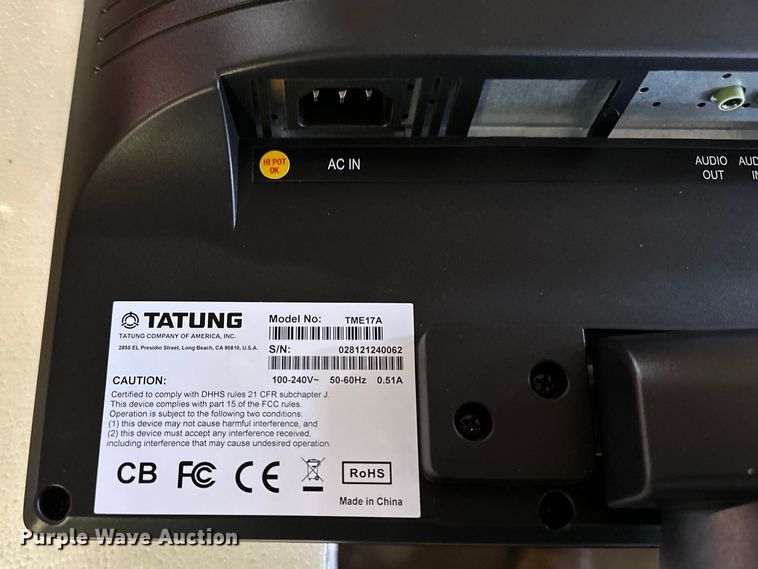 HI POT
OK
AC IN
AUDIO
OUT
TATUNG
TATUNG COMPANY OF AMERICA, INC.
2850 EL Presidio Street, Long Beach, CA 90810, U.S.A.
Model No: TME17A
S/N: 028121240062
CAUTION: 100-240V~ 50-60Hz 0.51A
Certified to comply with DHHS rules 21 CFR subchapter J.
This device complies with part 15 of the FCC rules.
Operation is subject to the following two conditions:
(1) this device may not cause harmful interference, and
(2) this device must accept any interference received,
including interference that may cause undesired operation.
CB FC CE RoHS
Made in China
Purple Wave Auction